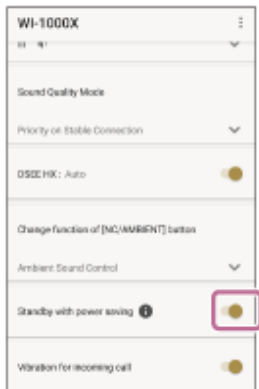 WI-1000X
Sound Quality Mode
Priority on Stable Connection
DSEE HX : Auto
Change function of [NC/AMBIENT] button
Ambient Sound Control
Standby with power saving
Vibration for incoming call